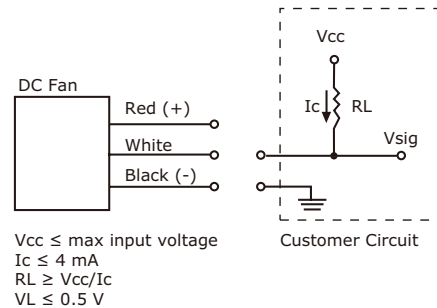 DC Fan
Red (+)
White
Black (-)
Vcc
Ic
RL
Vsig
Vcc ≤ max input voltage
Ic ≤ 4 mA
RL ≥ Vcc/Ic
VL ≤ 0.5 V
Customer Circuit